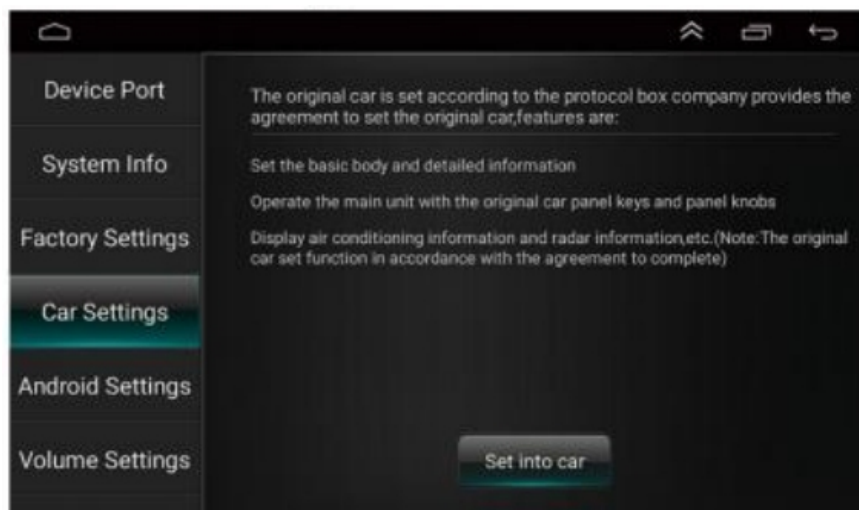 Device Port
System Info
Factory Settings
Car Settings
Android Settings
Volume Settings
The original car is set according to the protocol box company provides the
agreement to set the original car,features are:
Set the basic body and detailed information
Operate the main unit with the original car panel keys and panel knobs
Display air conditioning information and radar information,etc.(Note:The original
car set function in accordance with the agreement to complete)
Set into car